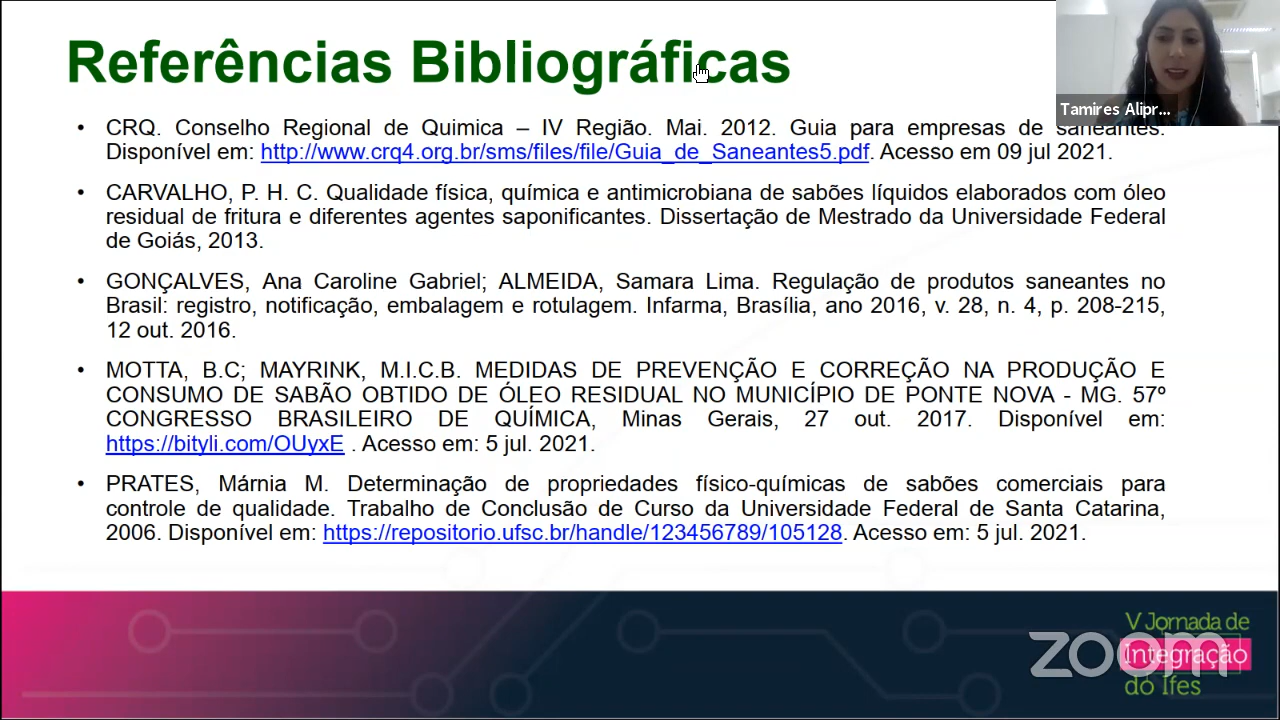 Referências Bibliográficas
Tamires Alipr...
• CRQ. Conselho Regional de Quimica – IV Região. Mai. 2012. Guia para empresas de saneantes.
Disponível em: http://www.crq4.org.br/sms/files/file/Guia_de_Saneantes5.pdf. Acesso em 09 jul 2021.
• CARVALHO, P. H. C. Qualidade física, química e antimicrobiana de sabões líquidos elaborados com óleo
residual de fritura e diferentes agentes saponificantes. Dissertação de Mestrado da Universidade Federal
de Goiás, 2013.
• GONÇALVES, Ana Caroline Gabriel; ALMEIDA, Samara Lima. Regulação de produtos saneantes no
Brasil: registro, notificação, embalagem e rotulagem. Infarma, Brasília, ano 2016, v. 28, n. 4, p. 208-215,
12 out. 2016.
• MOTTA, B.C; MAYRINK, M.I.C.B. MEDIDAS DE PREVENÇÃO E CORREÇÃO NA PRODUÇÃO E
CONSUMO DE SABÃO OBTIDO DE ÓLEO RESIDUAL NO MUNICÍPIO DE PONTE NOVA - MG. 57º
CONGRESSO BRASILEIRO DE QUÍMICA, Minas Gerais, 27 out. 2017. Disponível em:
https://bityli.com/OUyxE . Acesso em: 5 jul. 2021.
• PRATES, Márnia M. Determinação de propriedades físico-químicas de sabões comerciais para
controle de qualidade. Trabalho de Conclusão de Curso da Universidade Federal de Santa Catarina,
2006. Disponível em: https://repositorio.ufsc.br/handle/123456789/105128. Acesso em: 5 jul. 2021.
V Jornada de
Integração
do Ifes
zoom